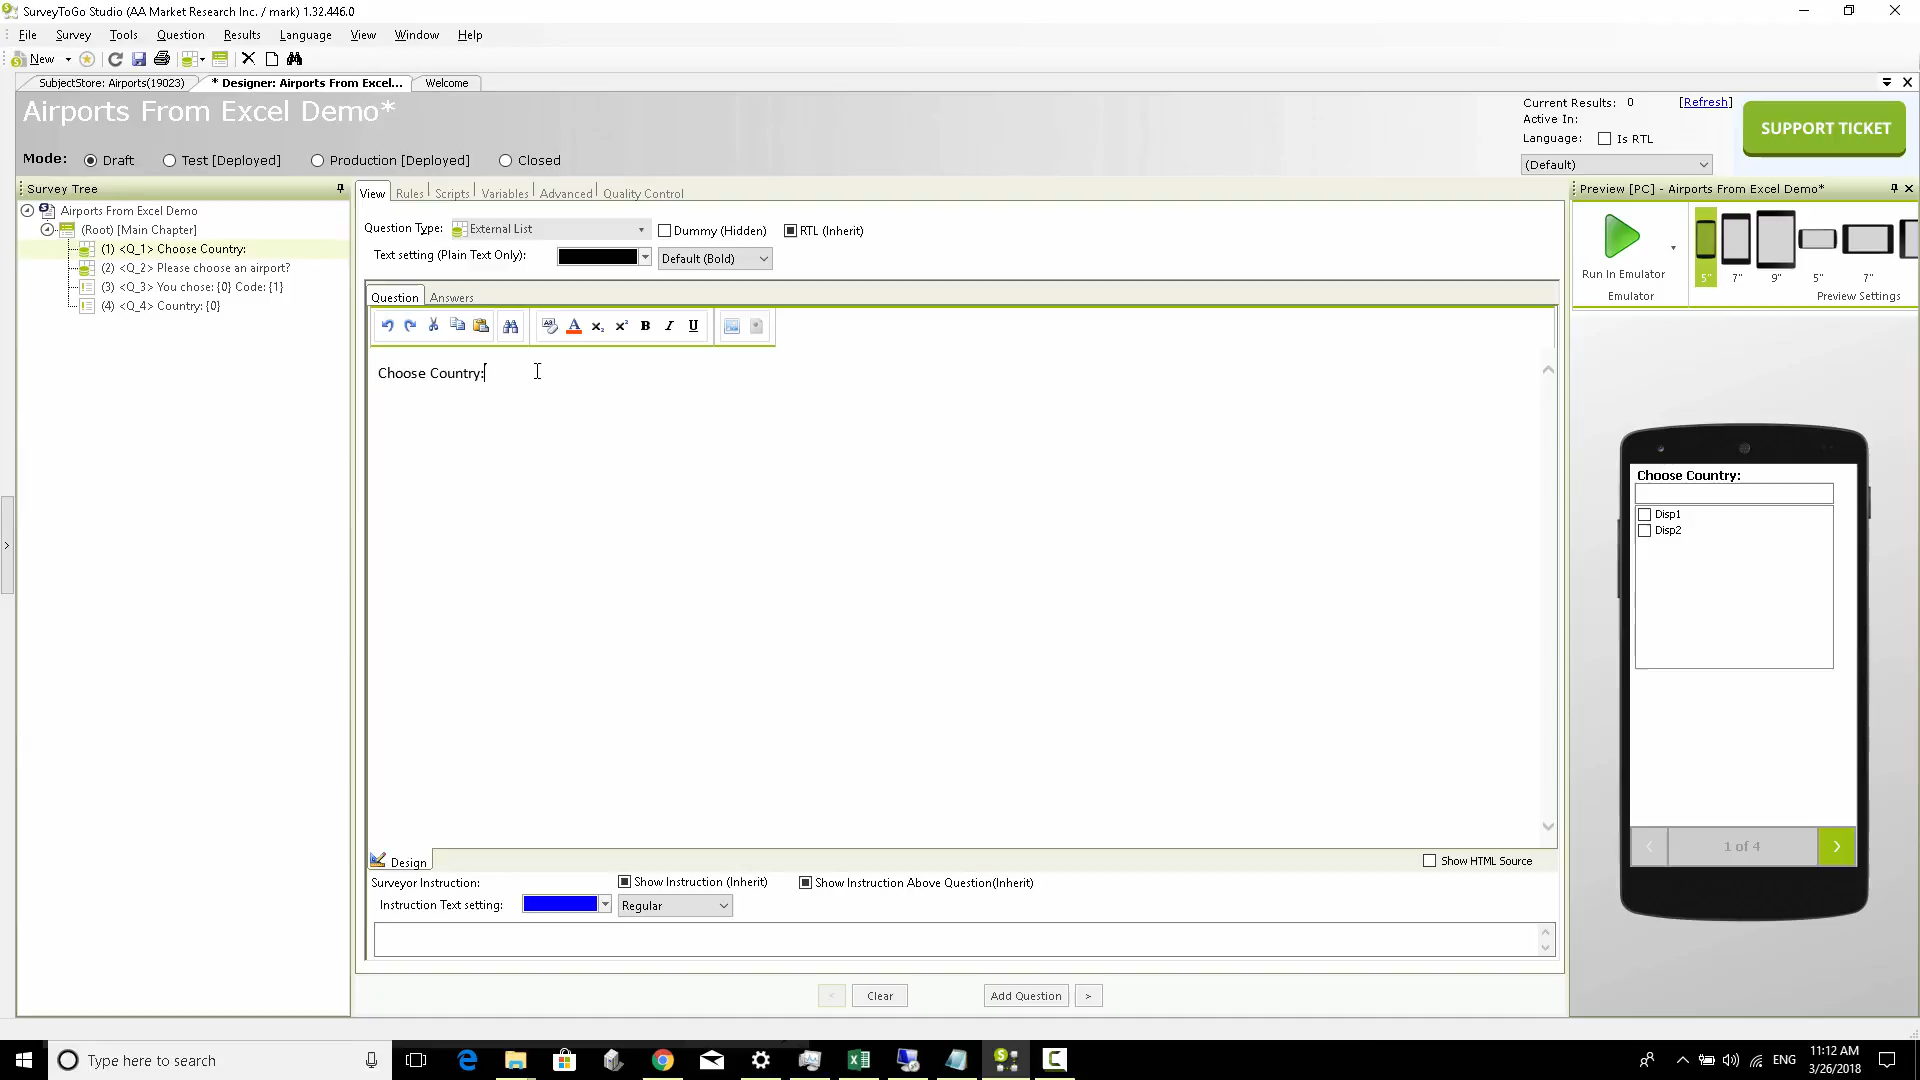 SurveyToGo Studio (AA Market Research Inc. / mark) 1.32.446.0
File Survey Tools Question Results Language View Window Help
New
SubjectStore: Airports(19023) * Designer: Airports From Excel... Welcome
Airports From Excel Demo*
Current Results: 0 [Refresh]
Active In:
Language: Is RTL
(Default)
SUPPORT TICKET
Mode: Draft Test [Deployed] Production [Deployed] Closed
Survey Tree
Airports From Excel Demo
(Root) [Main Chapter]
(1) <Q_1> Choose Country:
(2) <Q_2> Please choose an airport?
(3) <Q_3> You chose: {0} Code: {1}
(4) <Q_4> Country: {0}
View Rules Scripts Variables Advanced Quality Control
Question Type: External List Dummy (Hidden) RTL (Inherit)
Text setting (Plain Text Only): Default (Bold)
Question Answers
Choose Country:
Design
Show HTML Source
Surveyor Instruction: Show Instruction (Inherit) Show Instruction Above Question(Inherit)
Instruction Text setting: Regular
< Clear Add Question >
Preview [PC] - Airports From Excel Demo*
Run In Emulator
Emulator
5" 7" 9" 5" 7"
Preview Settings
Choose Country:
Disp1
Disp2
1 of 4
Type here to search
ENG
11:12 AM
3/26/2018